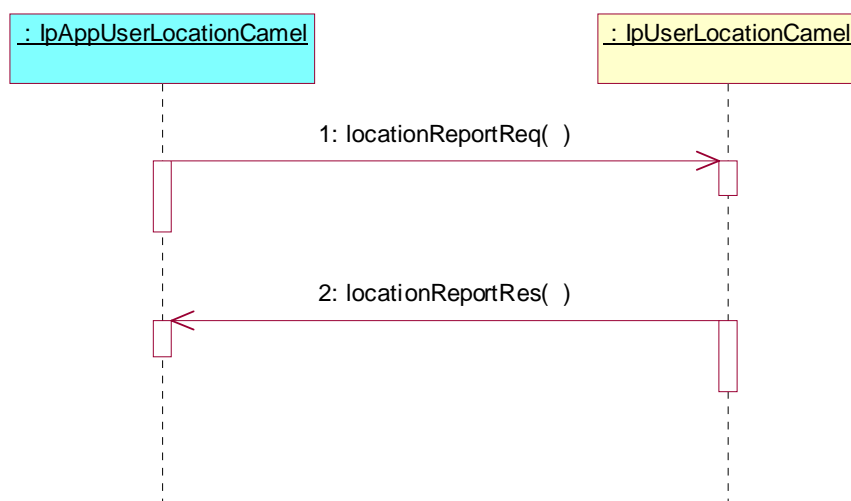 : IpAppUserLocationCamel
: IpUserLocationCamel
1: locationReportReq( )
2: locationReportRes( )